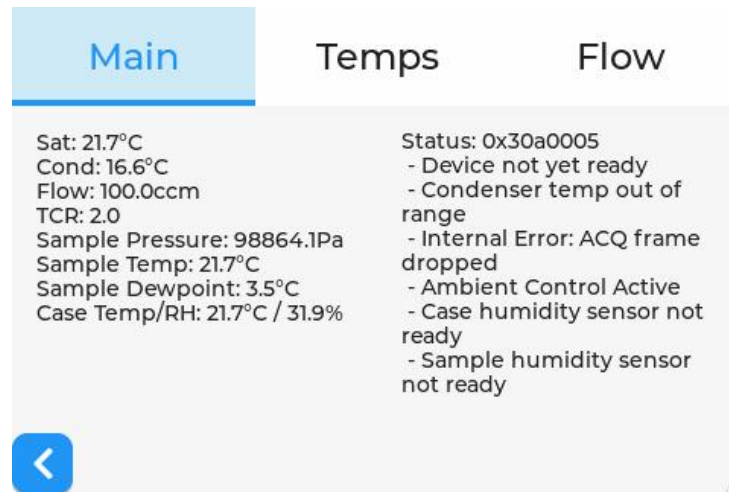 Main
Temps
Flow
Sat: 21.7°C
Cond: 16.6°C
Flow: 100.0ccm
TCR: 2.0
Sample Pressure: 98864.1Pa
Sample Temp: 21.7°C
Sample Dewpoint: 3.5°C
Case Temp/RH: 21.7°C / 31.9%
Status: 0x30a0005
- Device not yet ready
- Condenser temp out of
range
- Internal Error: ACQ frame
dropped
- Ambient Control Active
- Case humidity sensor not
ready
- Sample humidity sensor
not ready